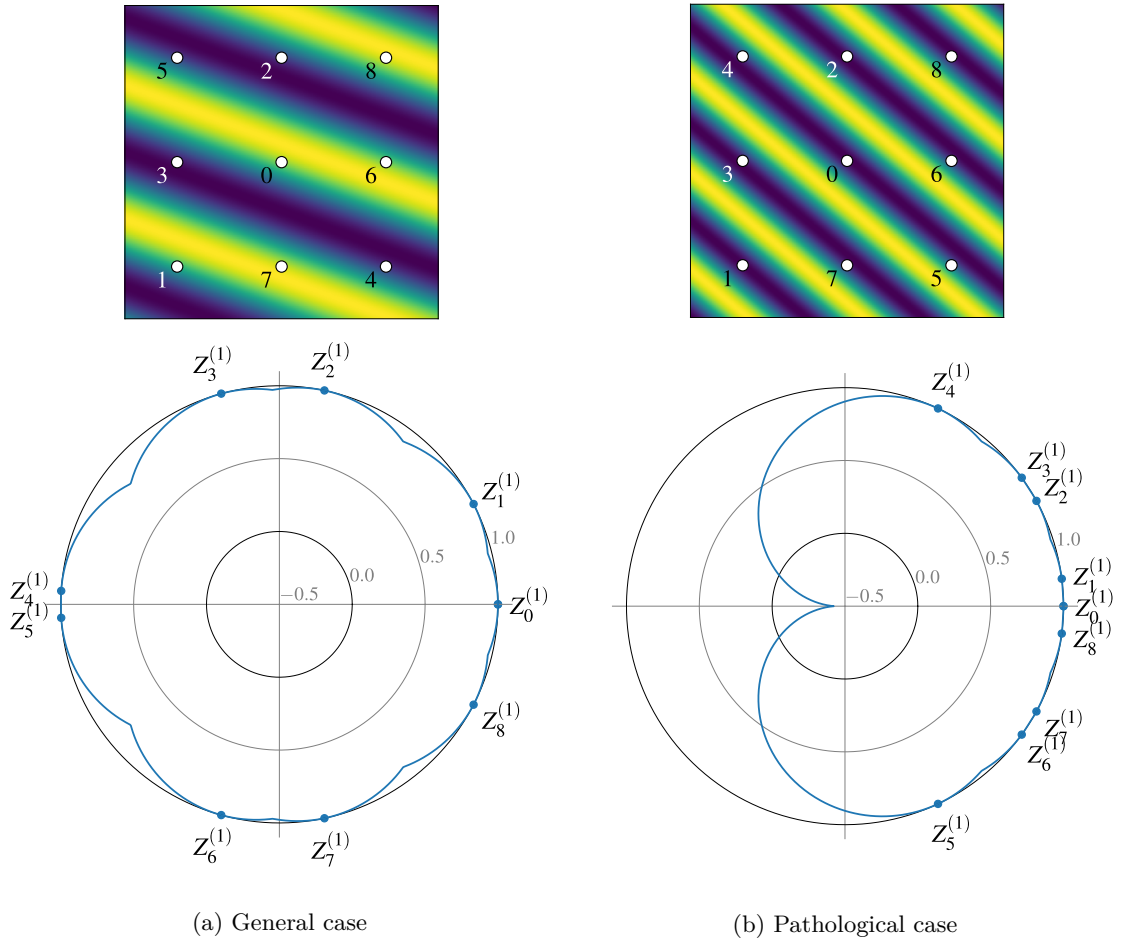 5 2 8
3 0 6
1 7 4
4 2 8
3 0 6
1 7 5
Z_3^{(1)} Z_2^{(1)}
Z_1^{(1)}
1.0
0.5
0.0
−0.5
Z_4^{(1)}
Z_0^{(1)}
Z_5^{(1)}
Z_8^{(1)}
Z_6^{(1)} Z_7^{(1)}
(a) General case
Z_4^{(1)}
Z_3^{(1)}
Z_2^{(1)}
1.0
0.5
0.0
−0.5
Z_1^{(1)}
Z_0^{(1)}
Z_8^{(1)}
Z_7^{(1)}
Z_6^{(1)}
Z_5^{(1)}
(b) Pathological case